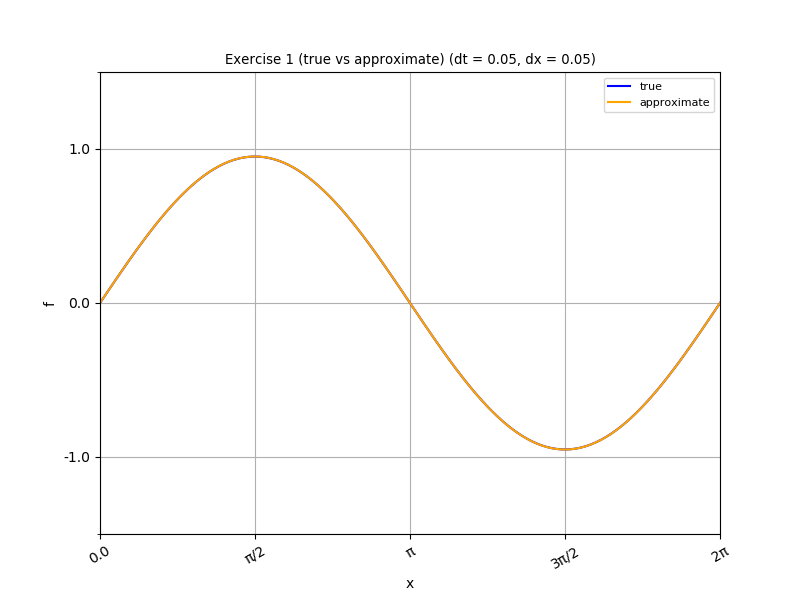 Exercise 1 (true vs approximate) (dt = 0.05, dx = 0.05)
true
approximate
1.0
0.0
-1.0
f
0.0
π/2
π
3π/2
2π
x